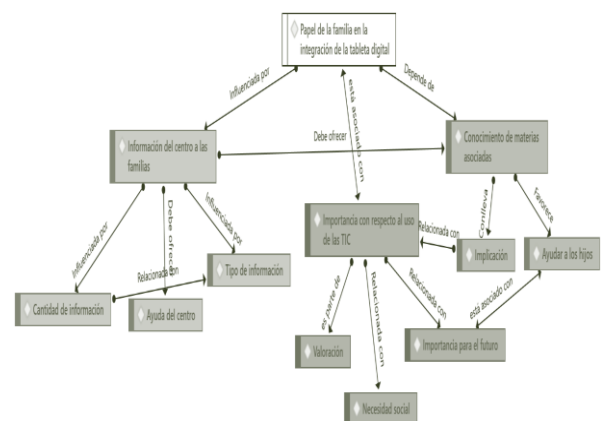 Papel de la familia en la
integración de la tableta digital
Influenciada por
está asociado con
Depende de
Información del centro a las
familias
Debe ofrecer
Conocimiento de materias
asociadas
Influenciada por
Debe ofrecer
Influenciada por
Importancia con respecto al uso
de las TIC
Relacionada con
Conlleva
Favorece
Implicación
Ayudar a los hijos
Relacionada con
Tipo de información
Cantidad de información
Ayuda del centro
es parte de
Relacionada con
Relacionada con
está asociado con
Valoración
Importancia para el futuro
Necesidad social